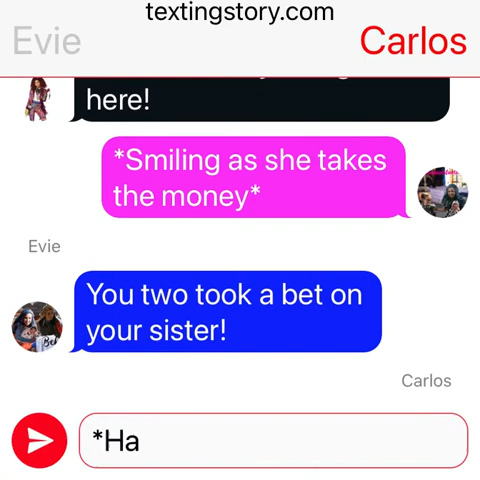 textingstory.com
Evie
Carlos
here!
*Smiling as she takes
the money*
Evie
You two took a bet on
your sister!
Carlos
*Ha